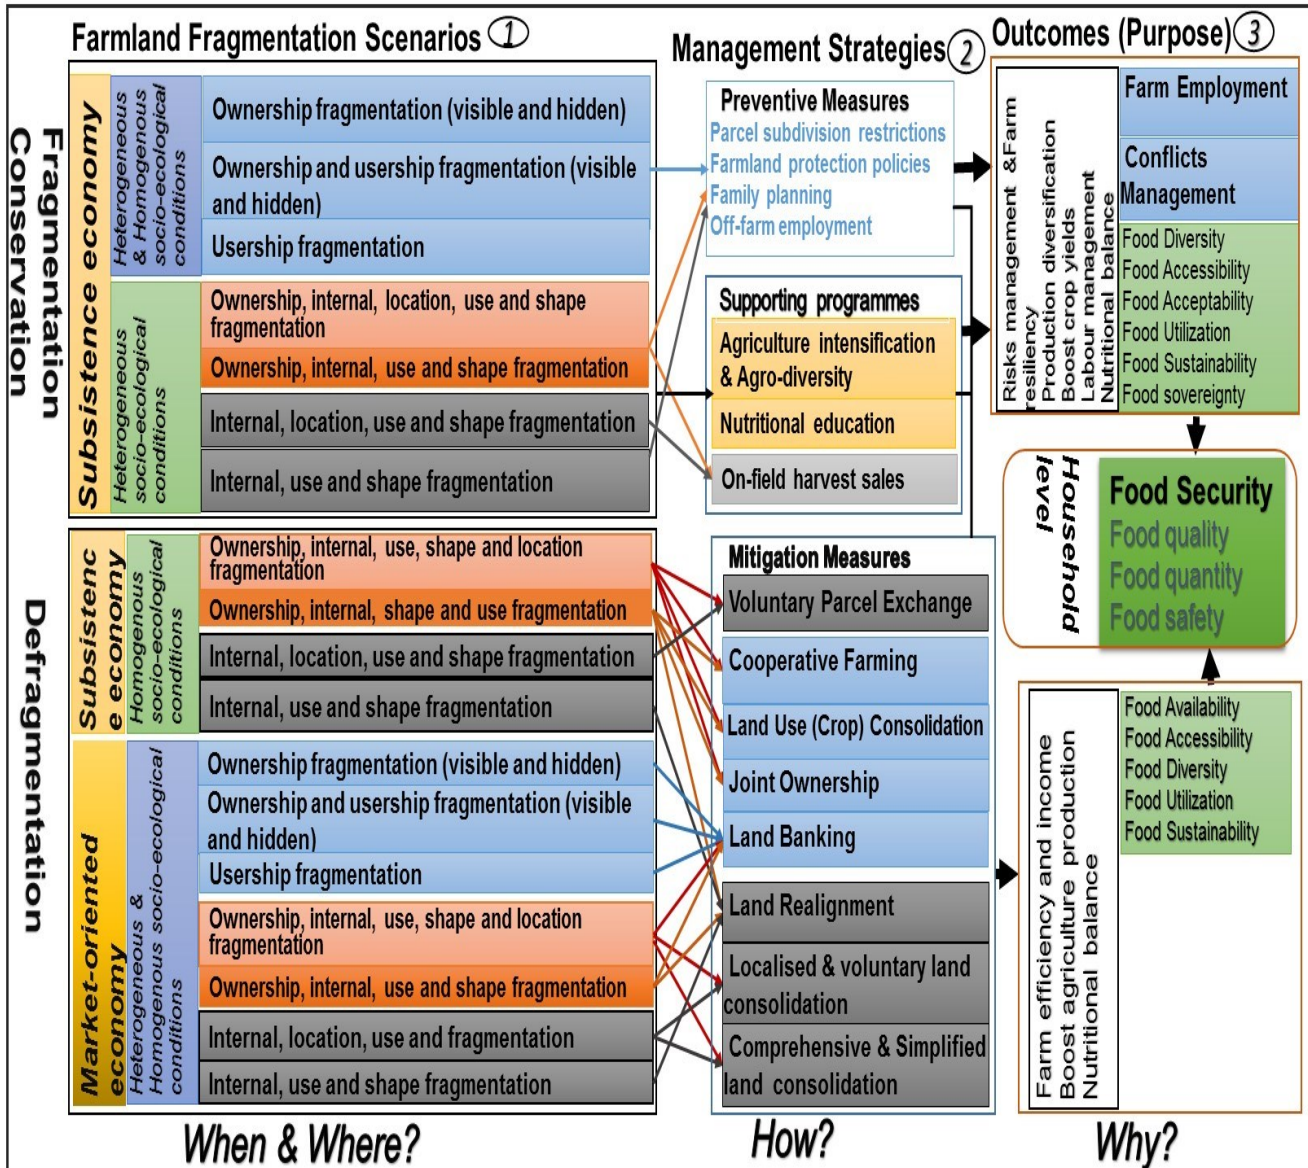 Farmland Fragmentation Scenarios 1
Management Strategies 2
Outcomes (Purpose) 3
Fragmentation
Conservation
Subsistence economy
Heterogeneous
& Homogenous
socio-ecological
conditions
Ownership fragmentation (visible and hidden)
Ownership and usership fragmentation (visible
and hidden)
Usership fragmentation
Heterogeneous
socio-ecological
conditions
Ownership, internal, location, use and shape
fragmentation
Ownership, internal, use and shape fragmentation
Internal, location, use and shape fragmentation
Internal, use and shape fragmentation
Defragmentation
Subsistenc
e economy
Homogenous
socio-ecological
conditions
Ownership, internal, use, shape and location
fragmentation
Ownership, internal, shape and use fragmentation
Internal, location, use and shape fragmentation
Internal, use and shape fragmentation
Market-oriented
economy
Heterogenous &
Homogenous socio-ecological
conditions
Ownership fragmentation (visible and hidden)
Ownership and usership fragmentation (visible
and hidden)
Usership fragmentation
Ownership, internal, use, shape and location
fragmentation
Ownership, internal, use and shape fragmentation
Internal, location, use and fragmentation
Internal, use and shape fragmentation
When & Where?
Preventive Measures
Parcel subdivision restrictions
Farmland protection policies
Family planning
Off-farm employment
Supporting programmes
Agriculture intensification
& Agro-diversity
Nutritional education
On-field harvest sales
Mitigation Measures
Voluntary Parcel Exchange
Cooperative Farming
Land Use (Crop) Consolidation
Joint Ownership
Land Banking
Land Realignment
Localised & voluntary land
consolidation
Comprehensive & Simplified
land consolidation
How?
Risks management &Farm
resiliency
Production diversification
Boost crop yields
Labour management
Nutritional balance
Farm Employment
Conflicts
Management
Food Diversity
Food Accessibility
Food Acceptability
Food Utilization
Food Sustainability
Food sovereignty
Household
level
Food Security
Food quality
Food quantity
Food safety
Farm efficiency and income
Boost agriculture production
Nutritional balance
Food Availability
Food Accessibility
Food Diversity
Food Utilization
Food Sustainability
Why?